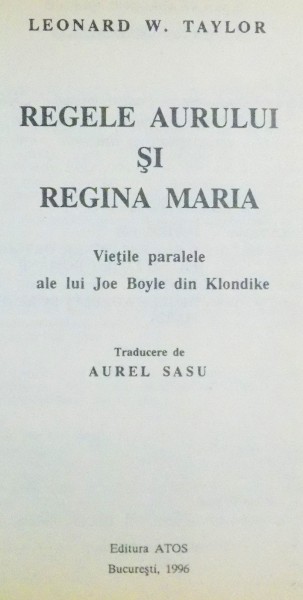 LEONARD W. TAYLOR
REGELE AURULUI
ŞI
REGINA MARIA
Vieţile paralele
ale lui Joe Boyle din Klondike
Traducere de
AUREL SASU
Editura ATOS
Bucureşti, 1996